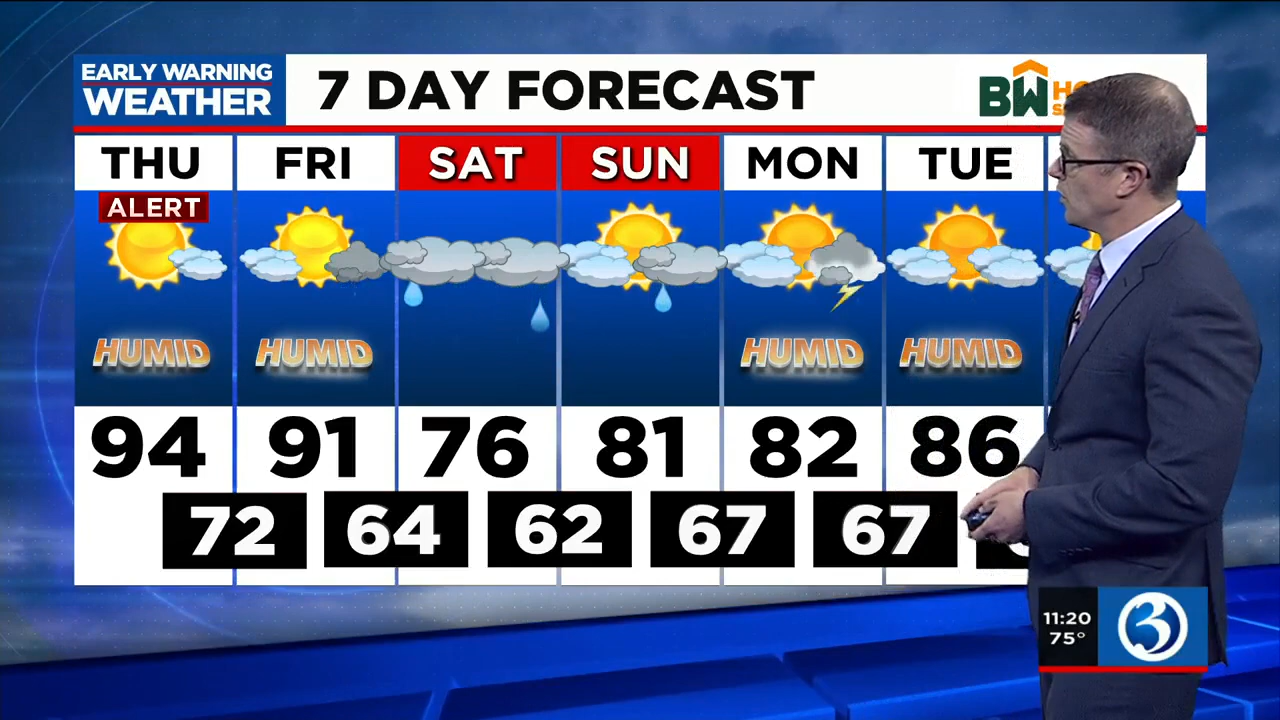 EARLY WARNING
WEATHER
7 DAY FORECAST
BW
THU FRI SAT SUN MON TUE
ALERT
HUMID HUMID HUMID HUMID
94 91 76 81 82 86
72 64 62 67 67
11:20
75°
3